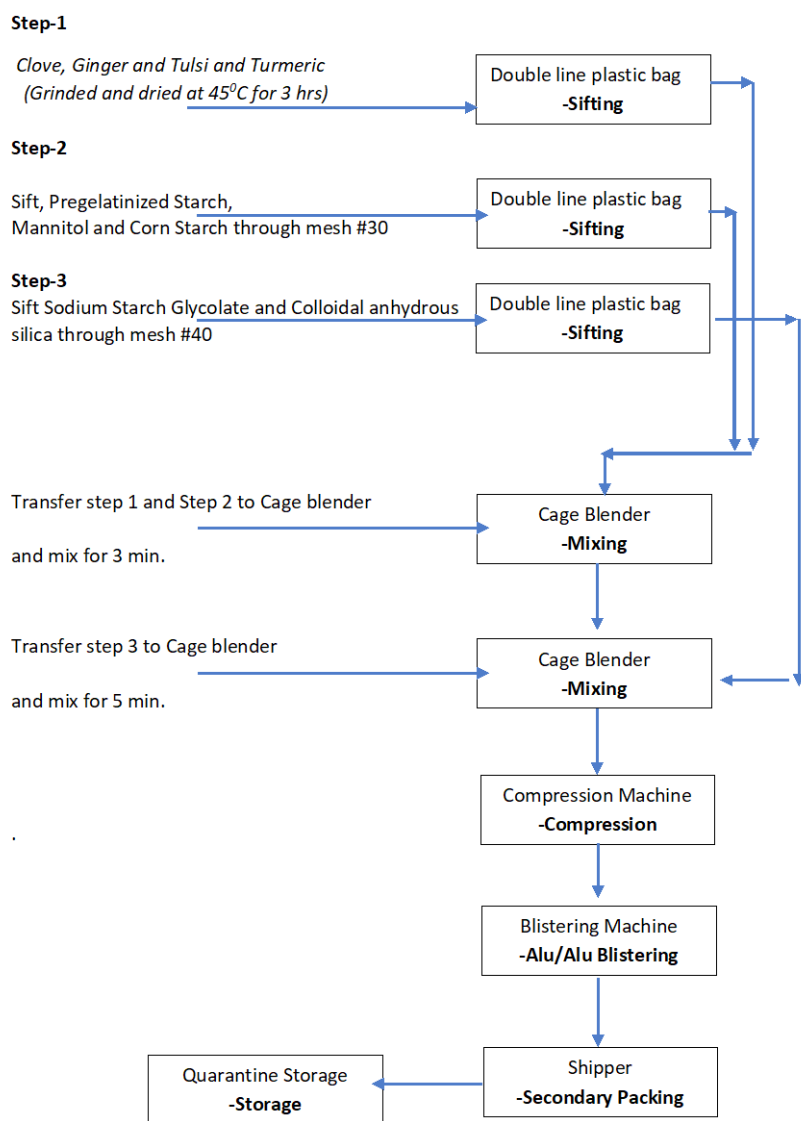 Step-1
Clove, Ginger and Tulsi and Turmeric
(Grinded and dried at 45⁰C for 3 hrs)
Double line plastic bag
-Sifting
Step-2
Sift, Pregelatinized Starch,
Mannitol and Corn Starch through mesh #30
Double line plastic bag
-Sifting
Step-3
Sift Sodium Starch Glycolate and Colloidal anhydrous
silica through mesh #40
Double line plastic bag
-Sifting
Transfer step 1 and Step 2 to Cage blender
and mix for 3 min.
Cage Blender
-Mixing
Transfer step 3 to Cage blender
and mix for 5 min.
Cage Blender
-Mixing
Compression Machine
-Compression
.
Blistering Machine
-Alu/Alu Blistering
Shipper
-Secondary Packing
Quarantine Storage
-Storage